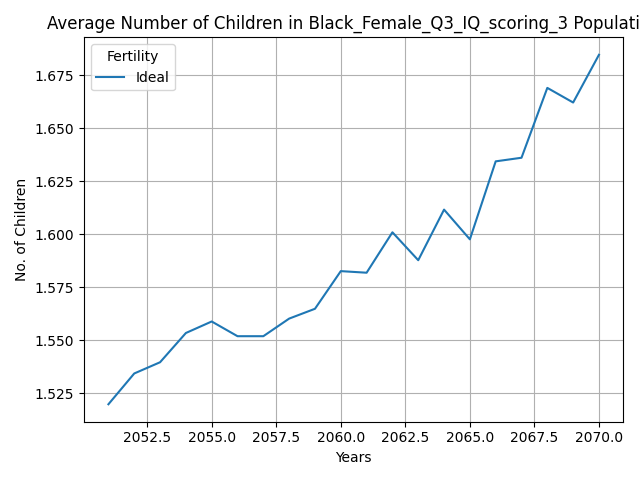 Average Number of Children in Black_Female_Q3_IQ_scoring_3 Populati
Fertility
Ideal
No. of Children
1.675
1.650
1.625
1.600
1.575
1.550
1.525
2052.5 2055.0 2057.5 2060.0 2062.5 2065.0 2067.5 2070.0
Years